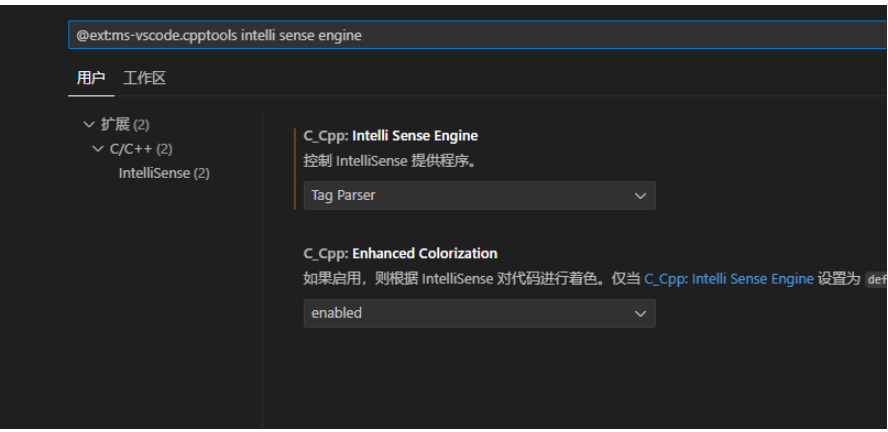 @ext:ms-vscode.cpptools intelli sense engine
用户 工作区
扩展 (2)
C/C++ (2)
IntelliSense (2)
C_Cpp: Intelli Sense Engine
控制 IntelliSense 提供程序。
Tag Parser
C_Cpp: Enhanced Colorization
如果启用，则根据 IntelliSense 对代码进行着色。仅当 C_Cpp: Intelli Sense Engine 设置为 def
enabled